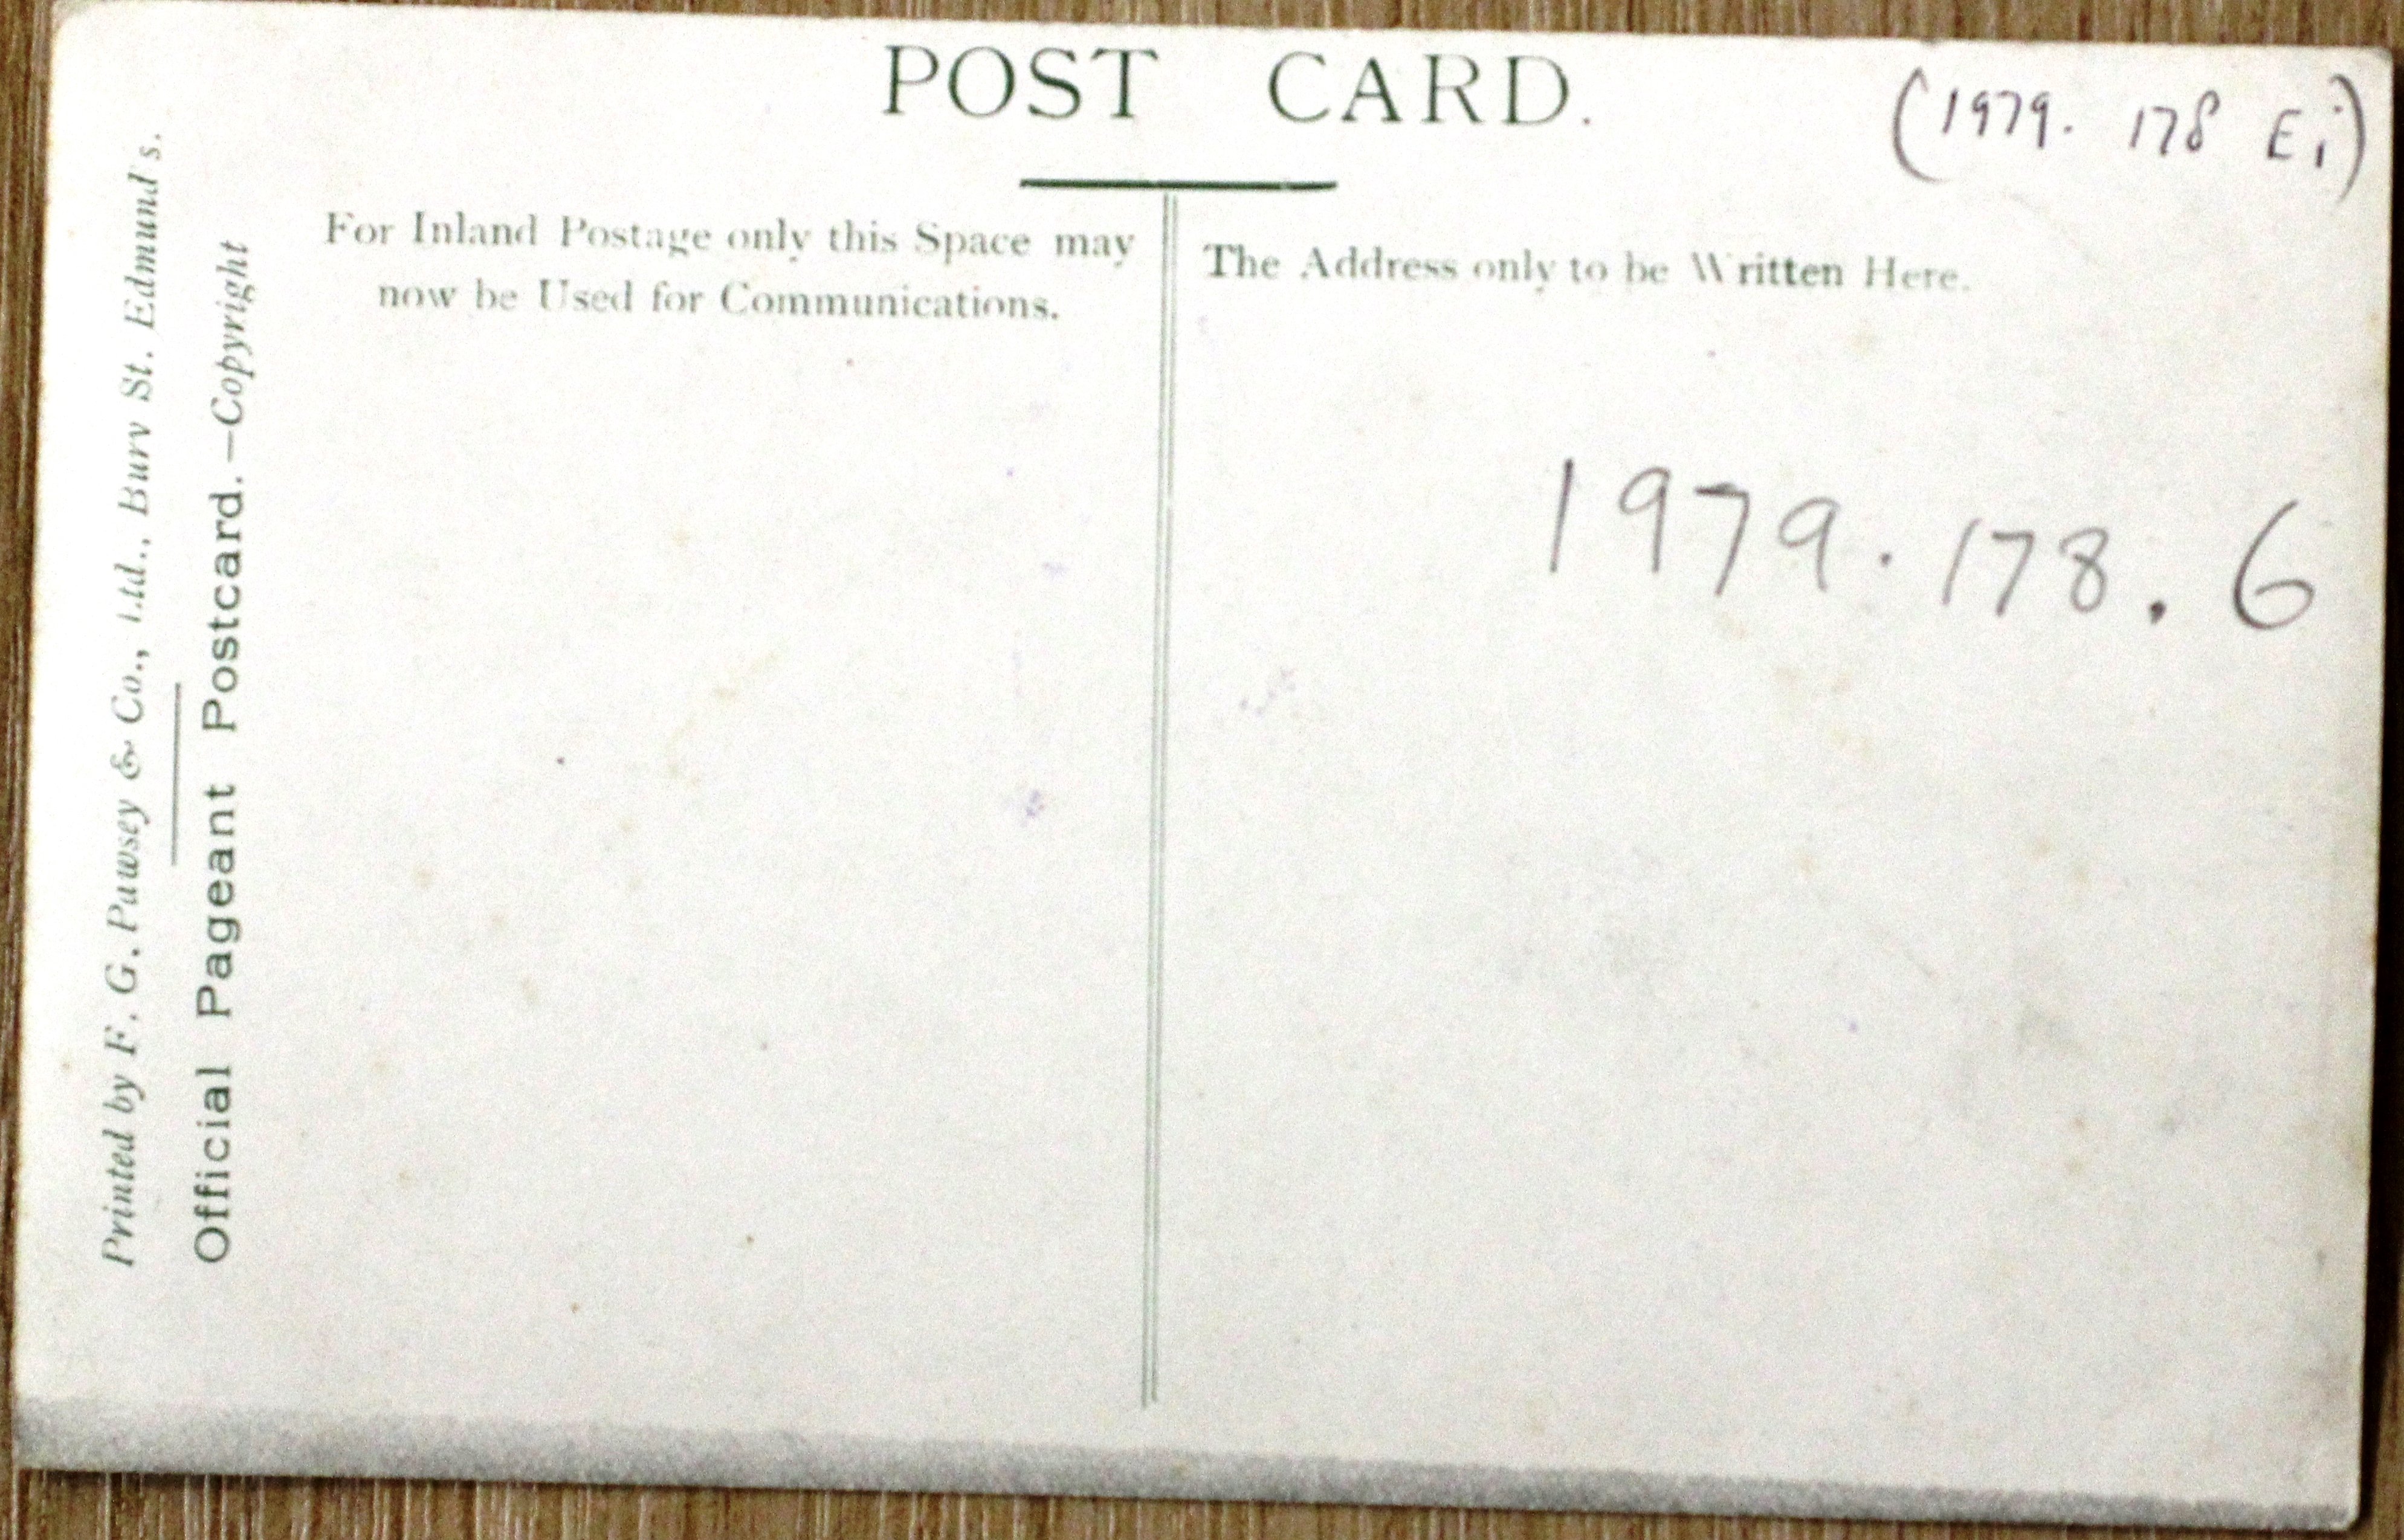 POST CARD.
(1979. 178 Ei)
For Inland Postage only this Space may
now be Used for Communications.
The Address only to be Written Here.
1979.178.6
Printed by F. G. Pawsey & Co., Ltd., Bury St. Edmund's.
Official Pageant Postcard.—Copyright